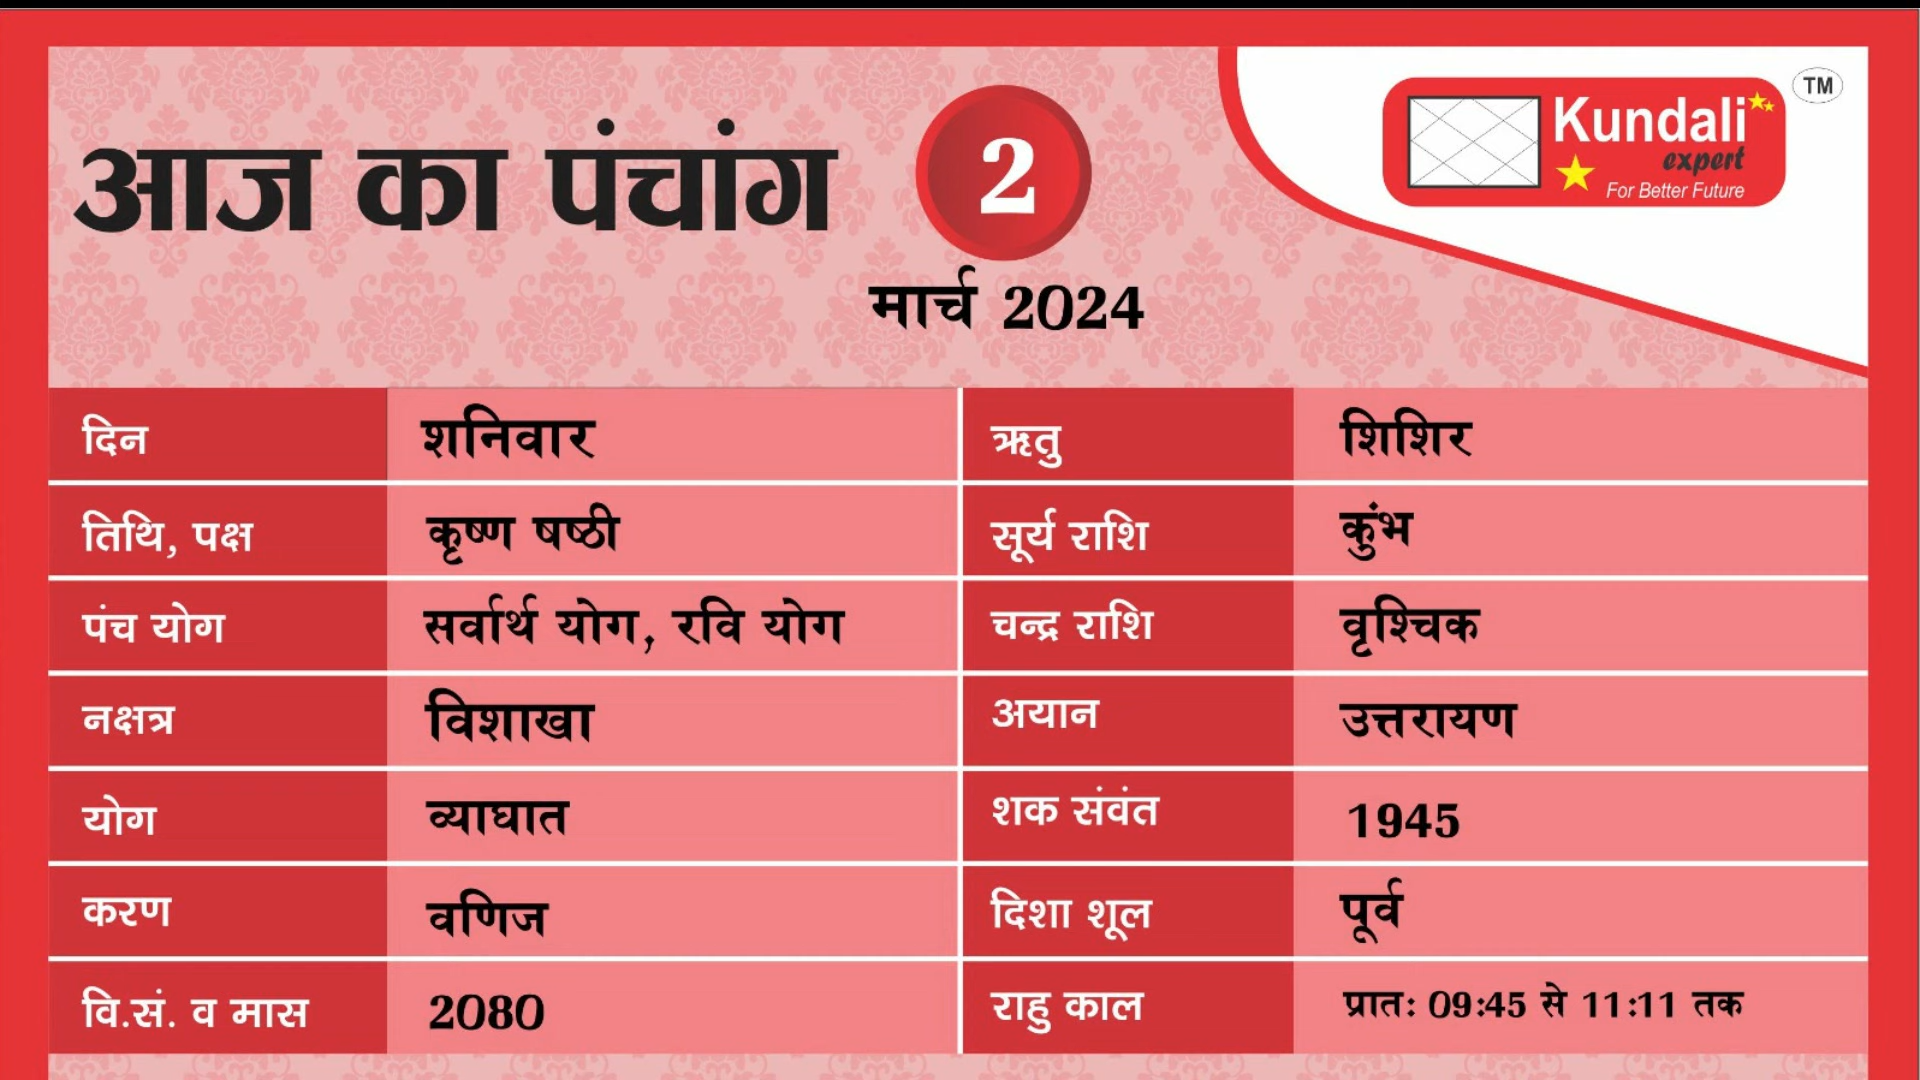 आज का पंचांग
2
मार्च 2024
Kundali
expert
For Better Future
TM
दिन शनिवार ऋतु शिशिर
तिथि, पक्ष कृष्ण षष्ठी सूर्य राशि कुंभ
पंच योग सर्वार्थ योग, रवि योग चन्द्र राशि वृश्चिक
नक्षत्र विशाखा अयान उत्तरायण
योग व्याघात शक संवंत 1945
करण वणिज दिशा शूल पूर्व
वि.सं. व मास 2080 राहु काल प्रातः 09:45 से 11:11 तक